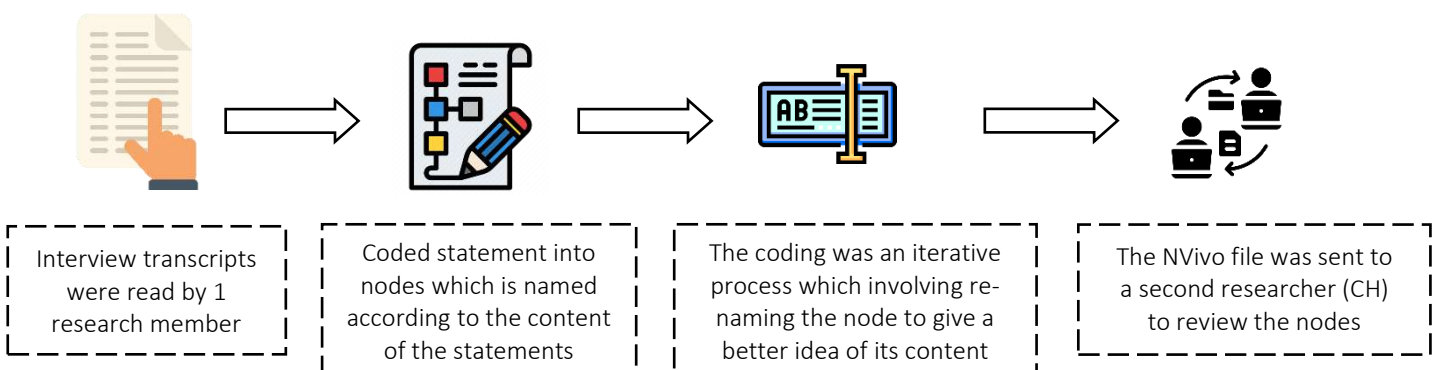 AB
Interview transcripts
were read by 1
research member
Coded statement into
nodes which is named
according to the content
of the statements
The coding was an iterative
process which involving re-
naming the node to give a
better idea of its content
The NVivo file was sent to
a second researcher (CH)
to review the nodes